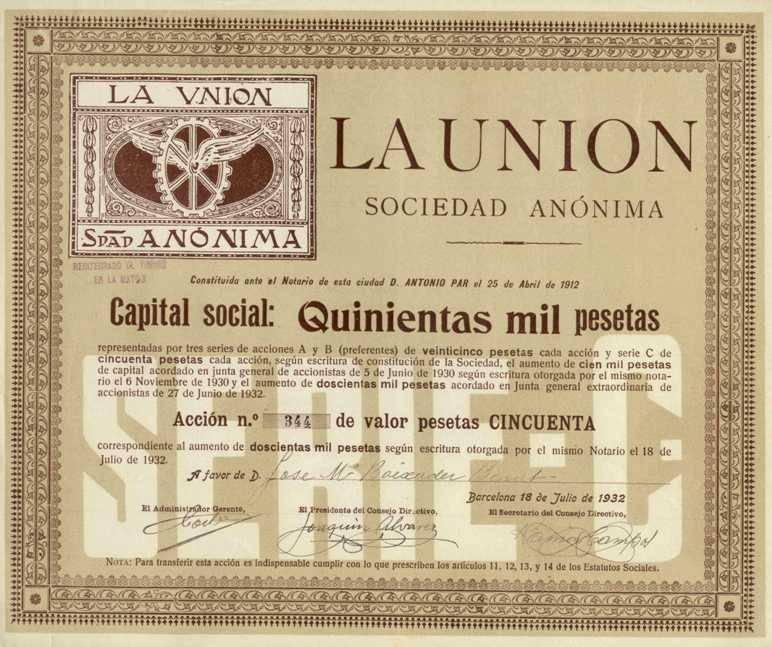 LA VNION
SPAD ANÓNIMA
LA UNION
SOCIEDAD ANÓNIMA
REINTEGRADO DE TIMBRE
EN LA MATRIZ
Constituida ante el Notario de esta ciudad D. ANTONIO PAR el 25 de Abril de 1912
Capital social: Quinientas mil pesetas
representadas por tres series de acciones A y B (preferentes) de veinticinco pesetas cada acción y serie C de
cincuenta pesetas cada acción, según escritura de constitución de la Sociedad, el aumento de cien mil pesetas
de capital acordado en junta general de accionistas de 5 de Junio de 1930 según escritura otorgada por el mismo nota-
rio el 6 Noviembre de 1930 y el aumento de doscientas mil pesetas acordado en Junta general extraordinaria de
accionistas de 27 de Junio de 1932.
Acción n.º 344 de valor pesetas CINCUENTA
correspondiente al aumento de doscientas mil pesetas según escritura otorgada por el mismo Notario el 18 de
Julio de 1932.
A favor de D. Jose Mª Boixader
Barcelona 18 de Julio de 1932
El Administrador Gerente, El Presidente del Consejo Directivo, El Secretario del Consejo Directivo,
Joaquin Alvarez Ramon Campos
NOTA: Para transferir esta acción es indispensable cumplir con lo que prescriben los artículos 11, 12, 13, y 14 de los Estatutos Sociales.
SERIE-C